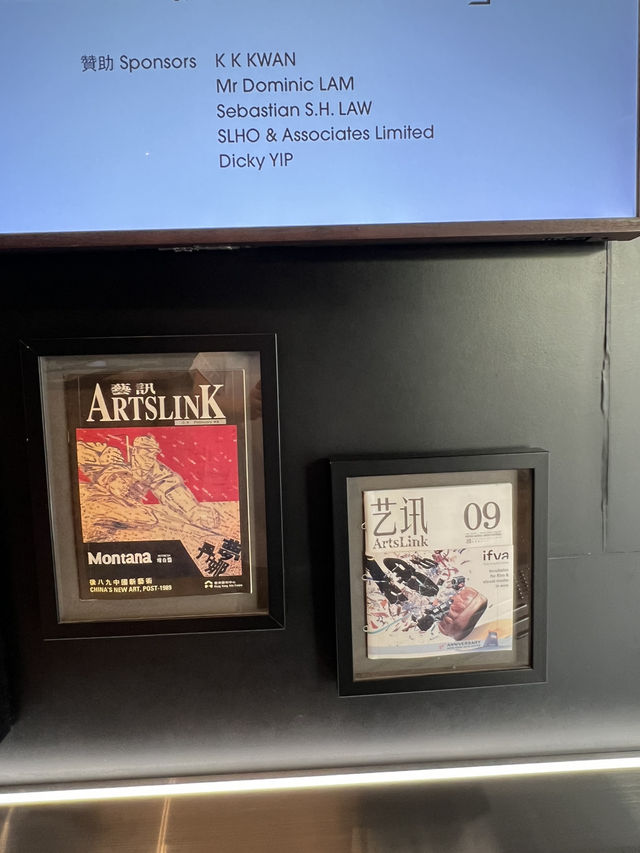 贊助 Sponsors K K KWAN
Mr Dominic LAM
Sebastian S.H. LAW
SLHO & Associates Limited
Dicky YIP
藝訊
ARTSLINK
Montana
後八九中國新藝術
CHINA'S NEW ART, POST-1989
艺讯
ArtsLink
09
ifva
ANNIVERSARY